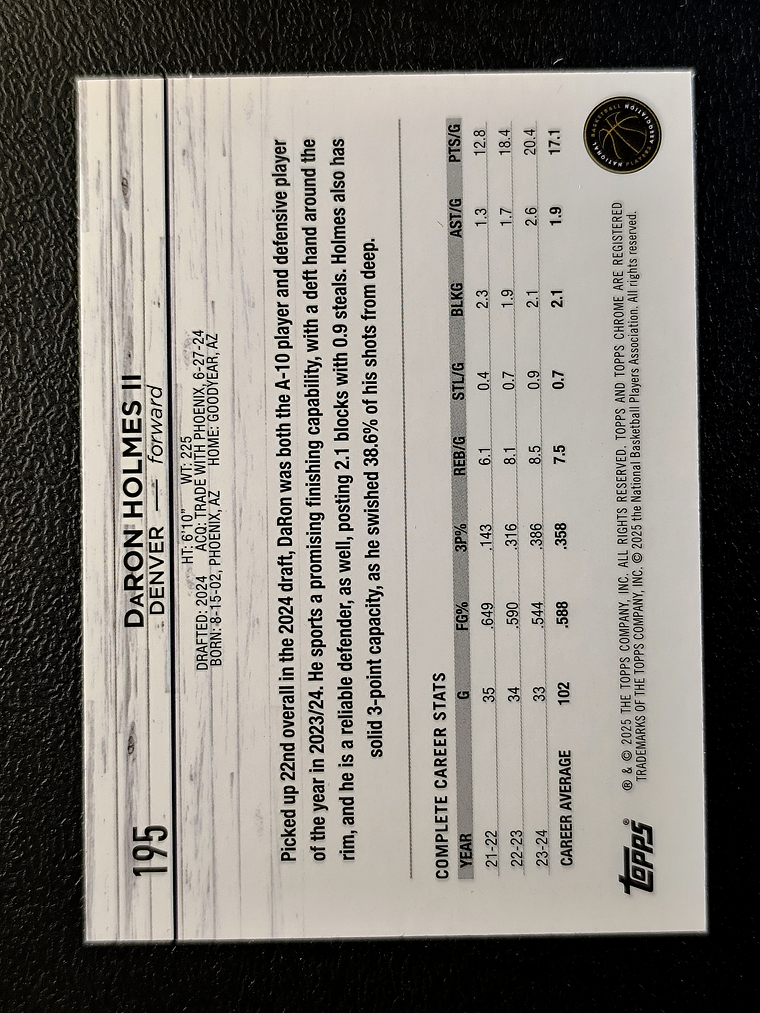 195
DARON HOLMES II
DENVER — forward
HT: 6'10" WT: 225
DRAFTED: 2024 ACQ: TRADE WITH PHOENIX, 6-27-24
BORN: 8-15-02, PHOENIX, AZ HOME: GOODYEAR, AZ
Picked up 22nd overall in the 2024 draft, DaRon was both the A-10 player and defensive player
of the year in 2023/24. He sports a promising finishing capability, with a deft hand around the
rim, and he is a reliable defender, as well, posting 2.1 blocks with 0.9 steals. Holmes also has
solid 3-point capacity, as he swished 38.6% of his shots from deep.
COMPLETE CAREER STATS
YEAR G FG% 3P% REB/G STL/G BLKG AST/G PTS/G
21-22 35 .649 .143 6.1 0.4 2.3 1.3 12.8
22-23 34 .590 .316 8.1 0.7 1.9 1.7 18.4
23-24 33 .544 .386 8.5 0.9 2.1 2.6 20.4
CAREER AVERAGE 102 .588 .358 7.5 0.7 2.1 1.9 17.1
topps®
® & © 2025 THE TOPPS COMPANY, INC. ALL RIGHTS RESERVED. TOPPS AND TOPPS CHROME ARE REGISTERED
TRADEMARKS OF THE TOPPS COMPANY, INC. © 2025 the National Basketball Players Association. All rights reserved.
NATIONAL BASKETBALL PLAYERS ASSOCIATION